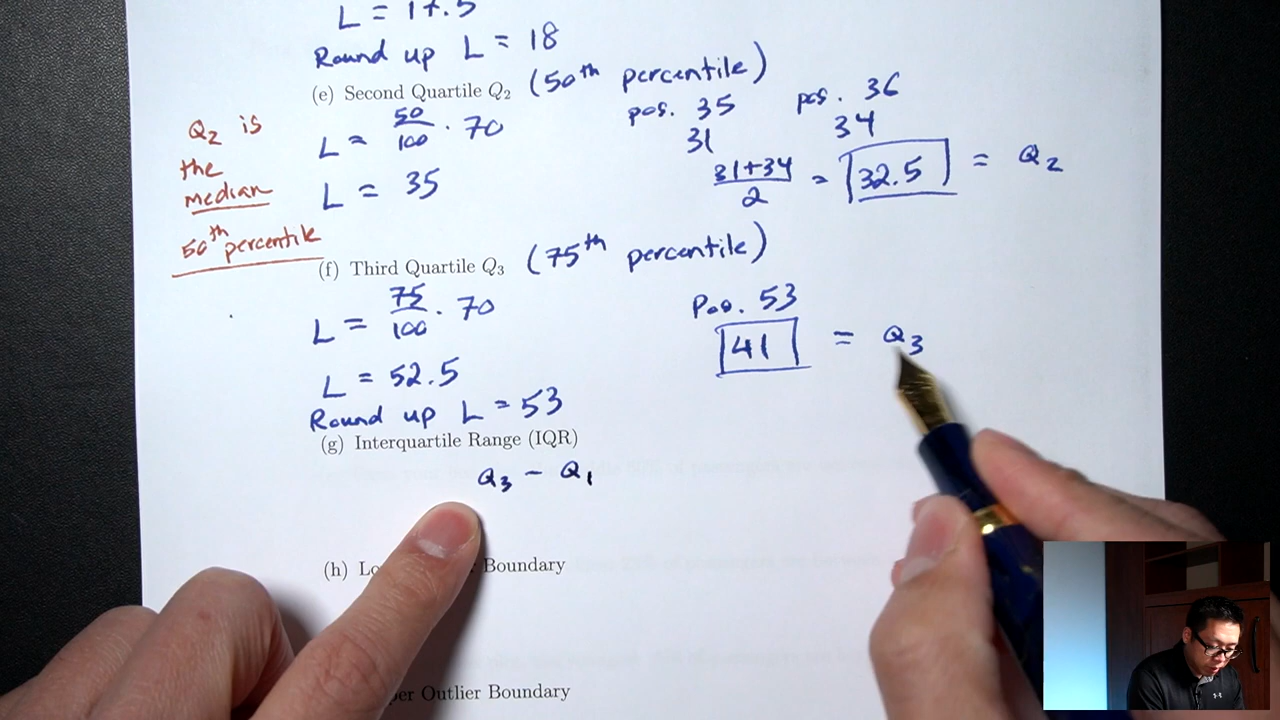 L = 17.5
Round up L = 18
(e) Second Quartile Q2 (50th percentile)
Q2 is
the
median
50th percentile
L = 50/100 · 70
L = 35
pos. 35 pos. 36
31 34
31+34/2 = 32.5 = Q2
(f) Third Quartile Q3 (75th percentile)
L = 75/100 · 70
L = 52.5
Round up L = 53
Pos. 53
41 = Q3
(g) Interquartile Range (IQR)
Q3 − Q1
(h) Boundary
Outlier Boundary